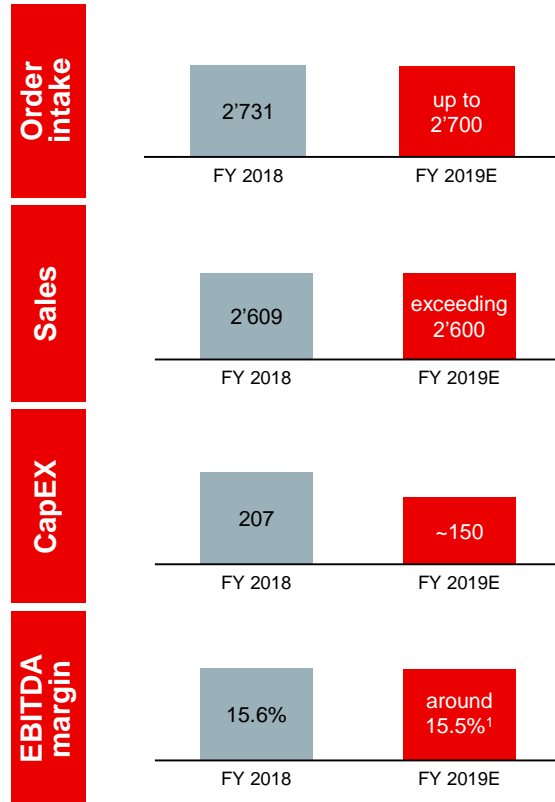 Order
intake
2’731
up to
2’700
FY 2018
FY 2019E
Sales
2’609
exceeding
2’600
FY 2018
FY 2019E
CapEX
207
~150
FY 2018
FY 2019E
EBITDA
margin
15.6%
around
15.5%¹
FY 2018
FY 2019E